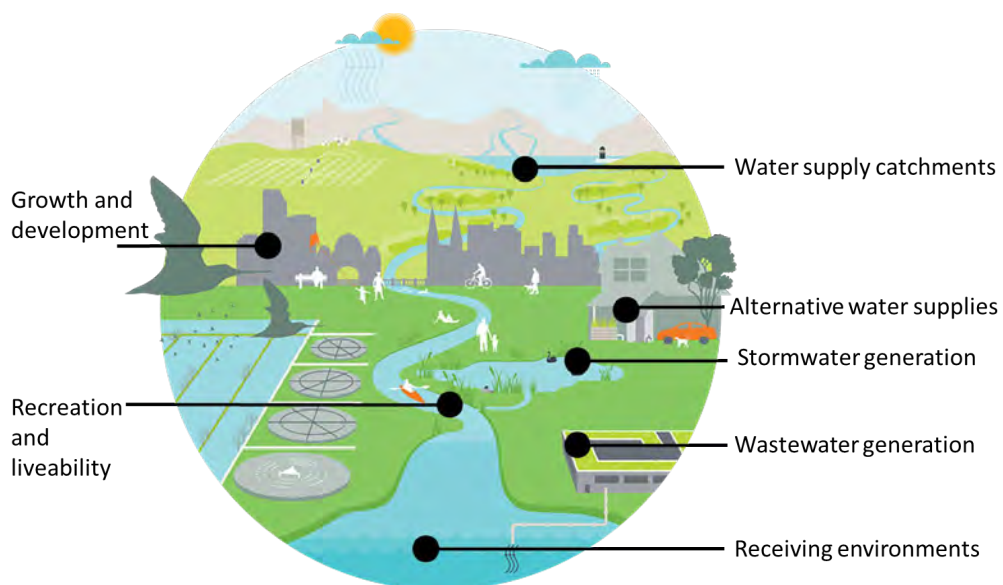 Water supply catchments
Growth and
development
Alternative water supplies
Stormwater generation
Recreation
and
liveability
Wastewater generation
Receiving environments